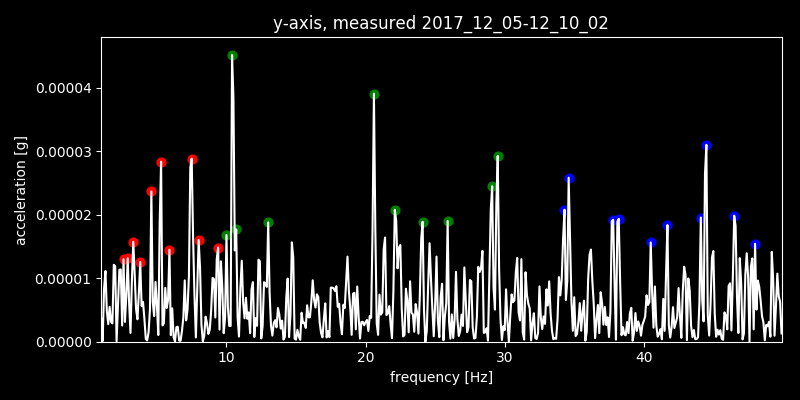 y-axis, measured 2017_12_05-12_10_02
acceleration [g]
0.00004
0.00003
0.00002
0.00001
0.00000
10 20 30 40
frequency [Hz]